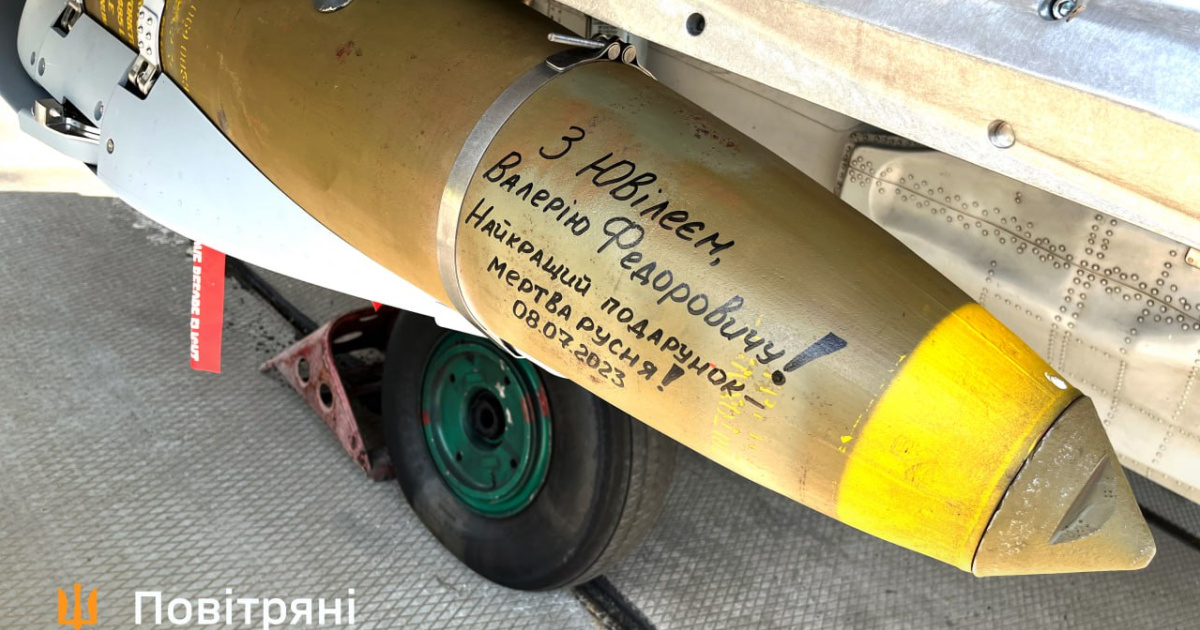 З Ювілеєм,
Валерію Федоровичу!
Найкращий подарунок–
мертва русня!
08.07.2023
Повітряні